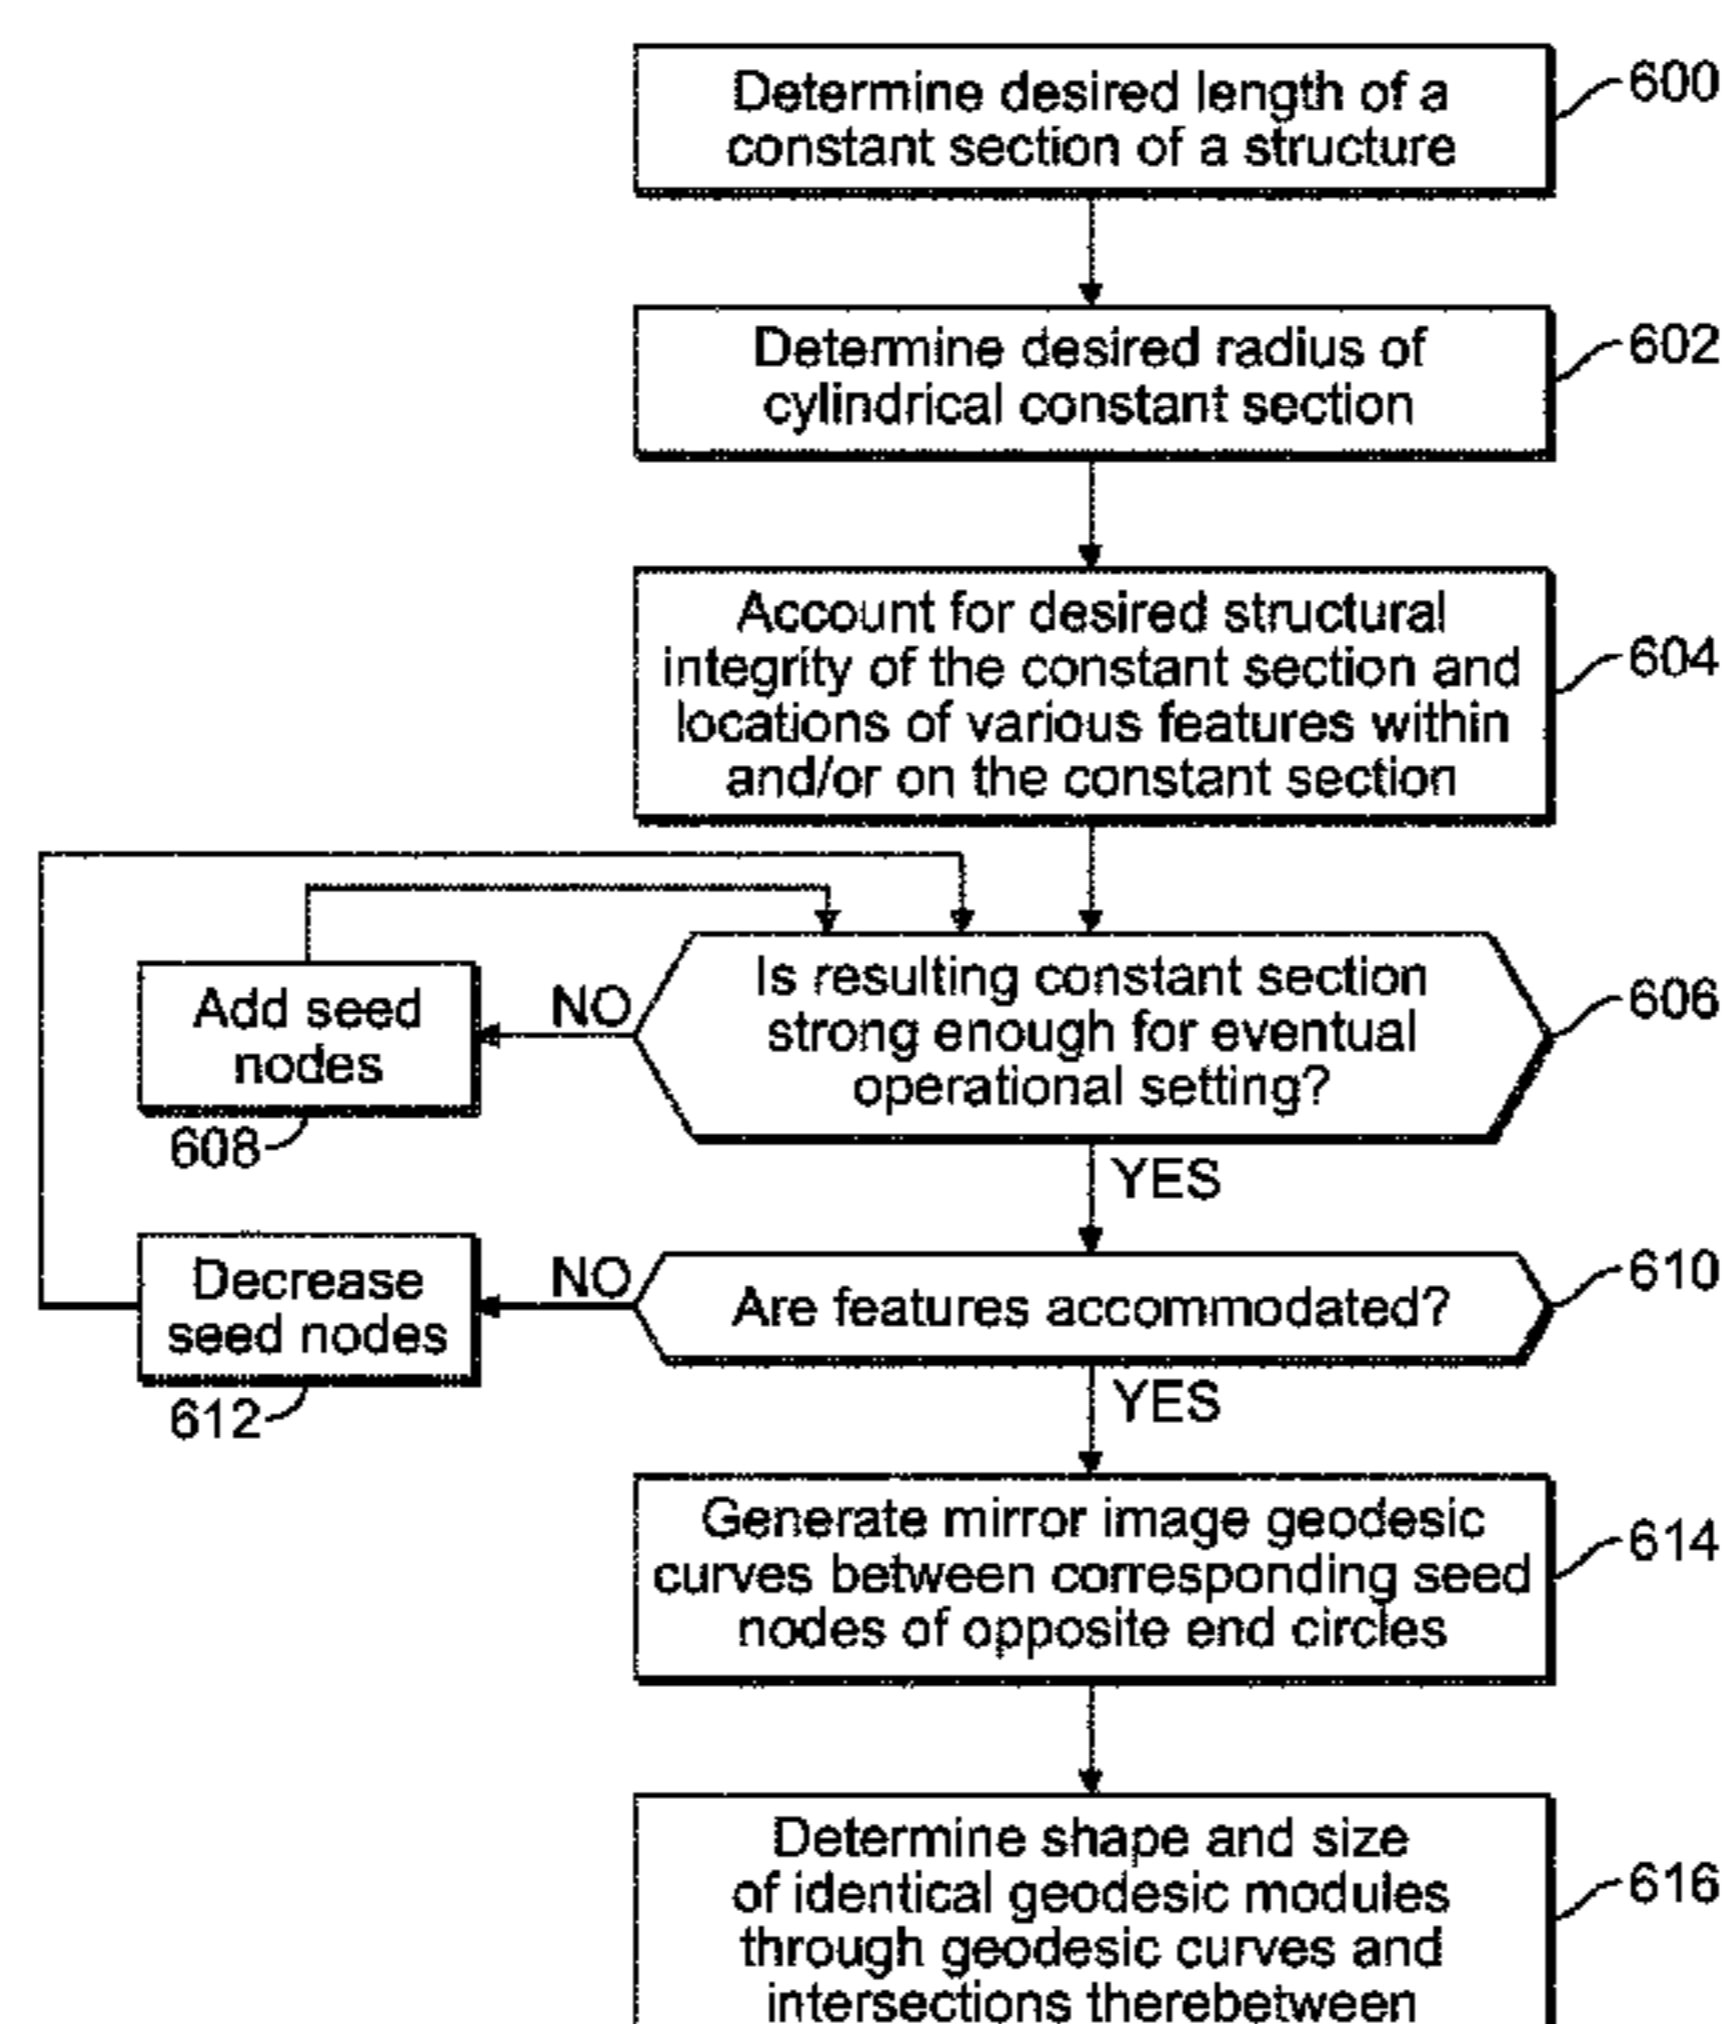 Determine desired length of a
constant section of a structure
600
Determine desired radius of
cylindrical constant section
602
Account for desired structural
integrity of the constant section and
locations of various features within
and/or on the constant section
604
Is resulting constant section
strong enough for eventual
operational setting?
606
NO
Add seed
nodes
608
YES
Are features accommodated?
610
NO
Decrease
seed nodes
612
YES
Generate mirror image geodesic
curves between corresponding seed
nodes of opposite end circles
614
Determine shape and size
of identical geodesic modules
through geodesic curves and
intersections therebetween
616